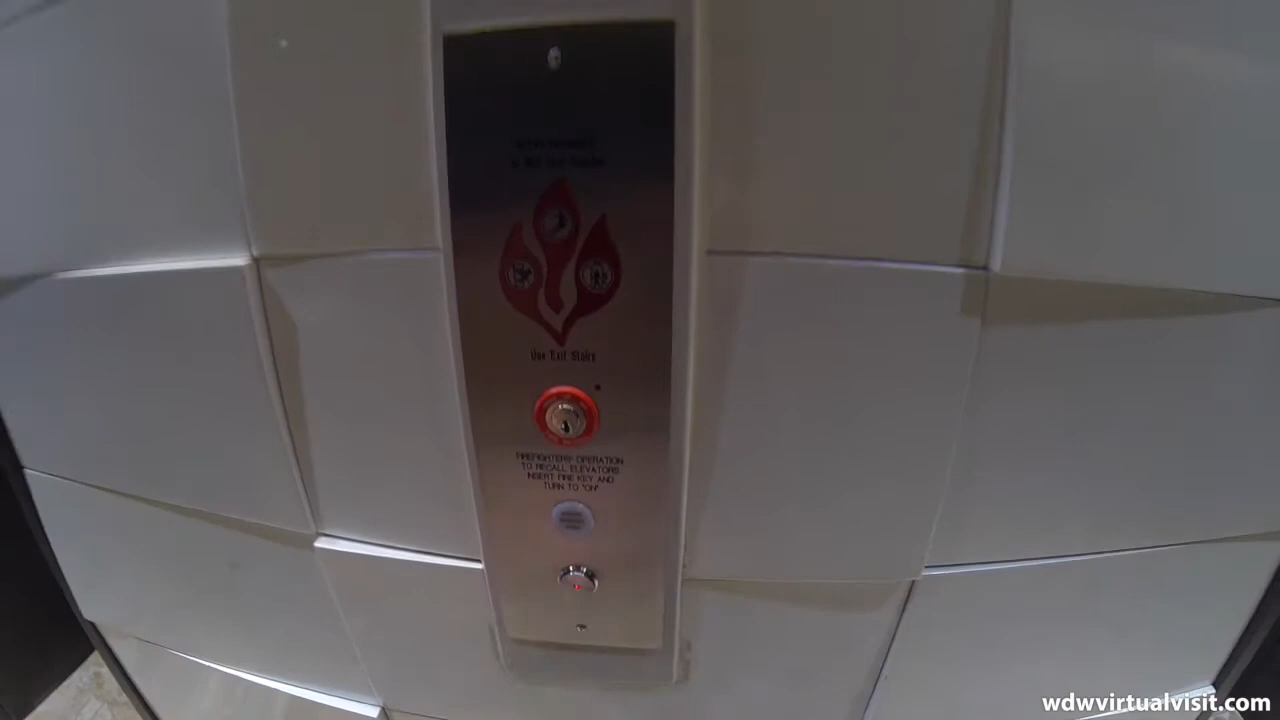 Use Exit Stairs
FIREFIGHTERS' OPERATION
TO RECALL ELEVATORS
INSERT FIRE KEY AND
TURN TO "ON"
wdwvirtualvisit.com